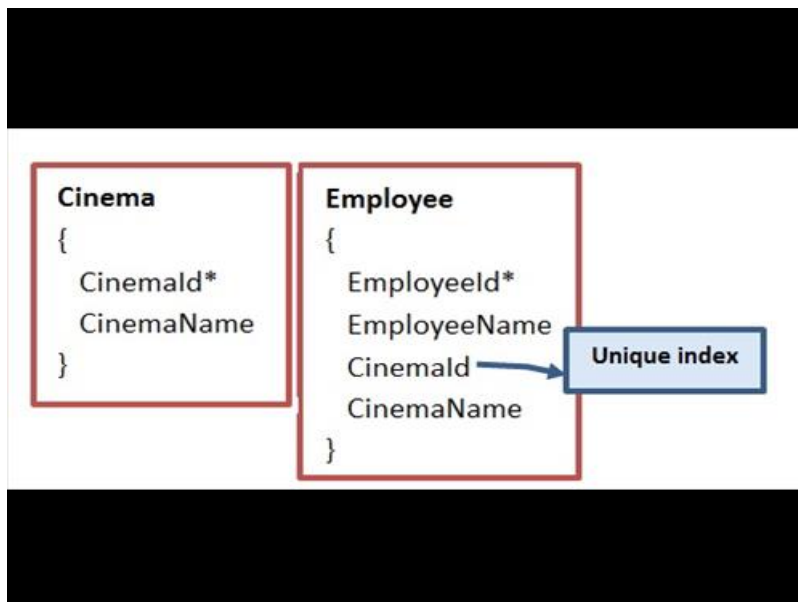 Cinema
{
CinemaId*
CinemaName
}
Employee
{
EmployeeId*
EmployeeName
CinemaId
CinemaName
}
Unique index